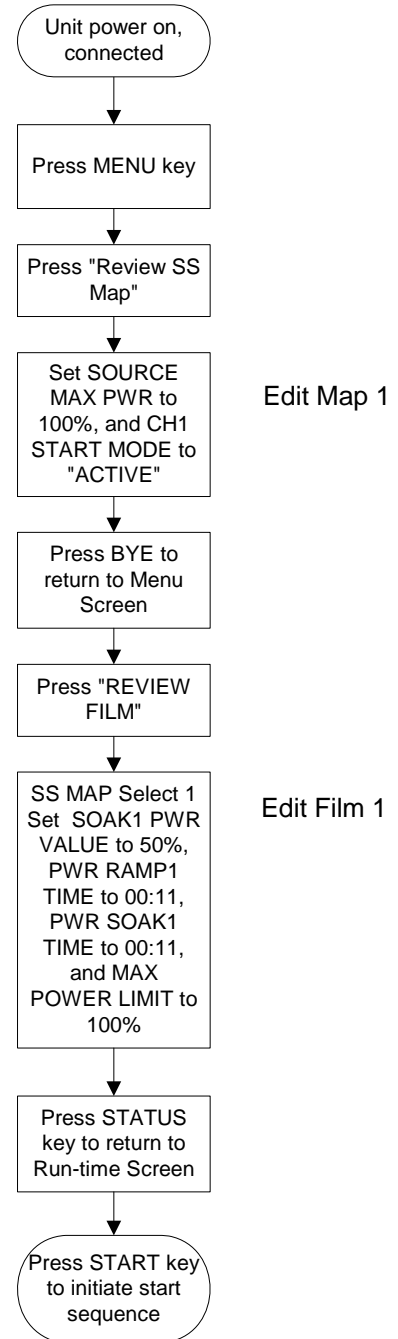 Unit power on,
connected
Press MENU key
Press "Review SS
Map"
Set SOURCE
MAX PWR to
100%, and CH1
START MODE to
"ACTIVE"
Edit Map 1
Press BYE to
return to Menu
Screen
Press "REVIEW
FILM"
SS MAP Select 1
Set  SOAK1 PWR
VALUE to 50%,
PWR RAMP1
TIME to 00:11,
PWR SOAK1
TIME to 00:11,
and MAX
POWER LIMIT to
100%
Edit Film 1
Press STATUS
key to return to
Run-time Screen
Press START key
to initiate start
sequence